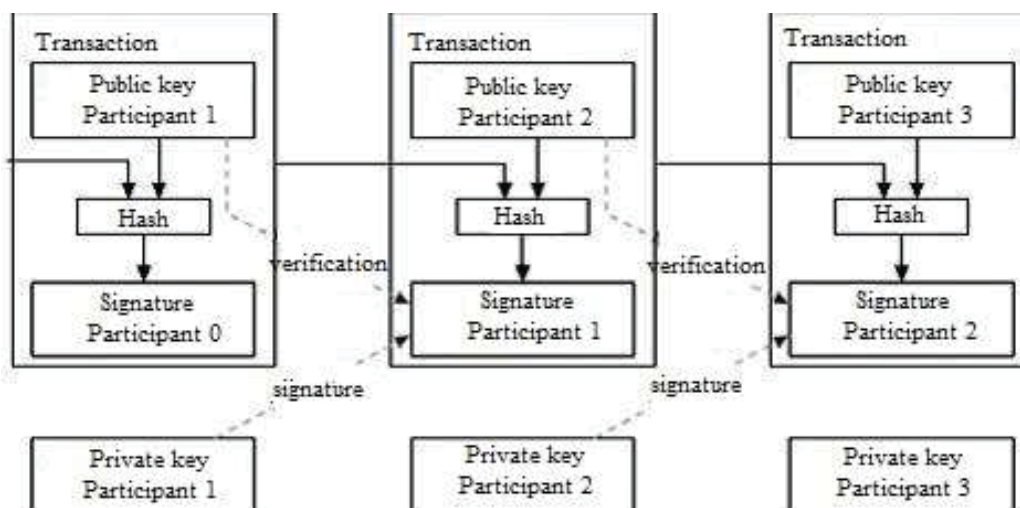 Transaction
Public key
Participant 1
Hash
verification
Signature
Participant 0
signature
Private key
Participant 1
Transaction
Public key
Participant 2
Hash
verification
Signature
Participant 1
signature
Private key
Participant 2
Transaction
Public key
Participant 3
Hash
Signature
Participant 2
Private key
Participant 3